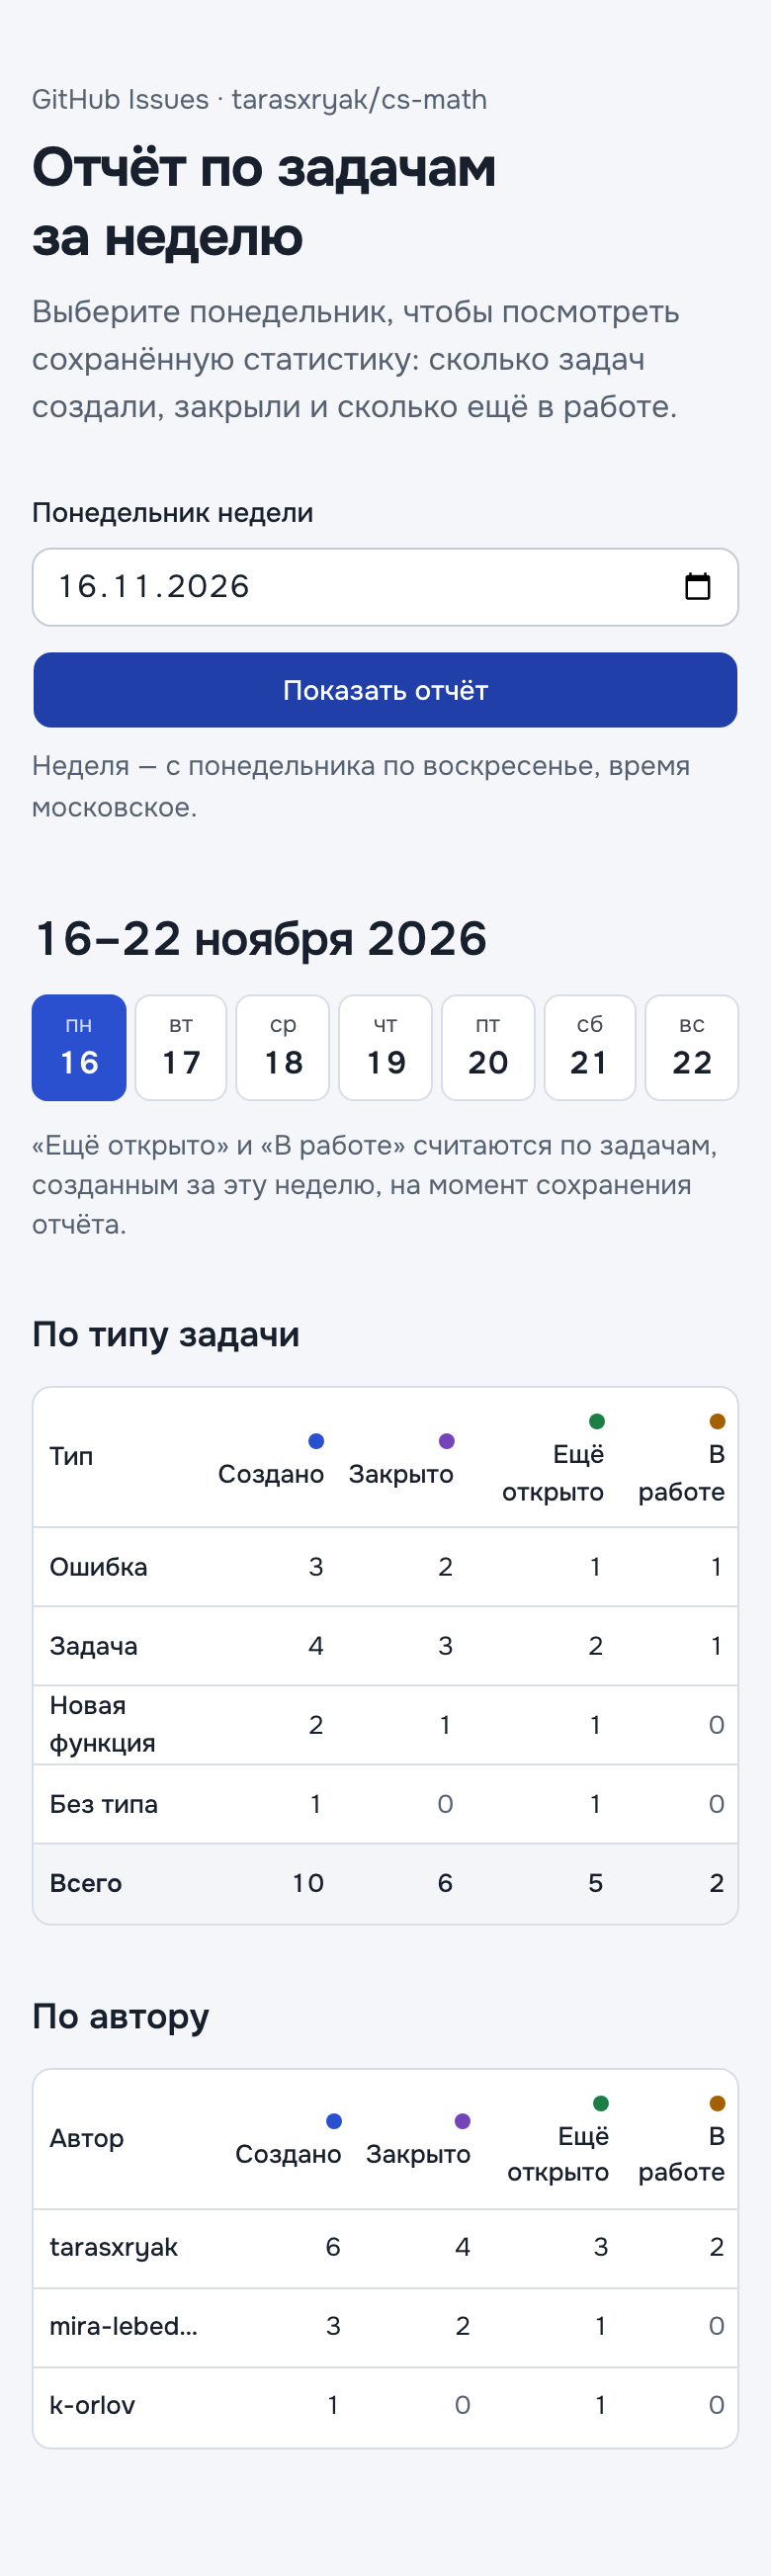 GitHub Issues · tarasxryak/cs-math
Отчёт по задачам
за неделю
Выберите понедельник, чтобы посмотреть
сохранённую статистику: сколько задач
создали, закрыли и сколько ещё в работе.
Понедельник недели
16.11.2026
Показать отчёт
Неделя — с понедельника по воскресенье, время
московское.
16–22 ноября 2026
пн вт ср чт пт сб вс
16 17 18 19 20 21 22
«Ещё открыто» и «В работе» считаются по задачам,
созданным за эту неделю, на момент сохранения
отчёта.
По типу задачи
Тип Создано Закрыто Ещё открыто В работе
Ошибка 3 2 1 1
Задача 4 3 2 1
Новая функция 2 1 1 0
Без типа 1 0 1 0
Всего 10 6 5 2
По автору
Автор Создано Закрыто Ещё открыто В работе
tarasxryak 6 4 3 2
mira-lebed... 3 2 1 0
k-orlov 1 0 1 0